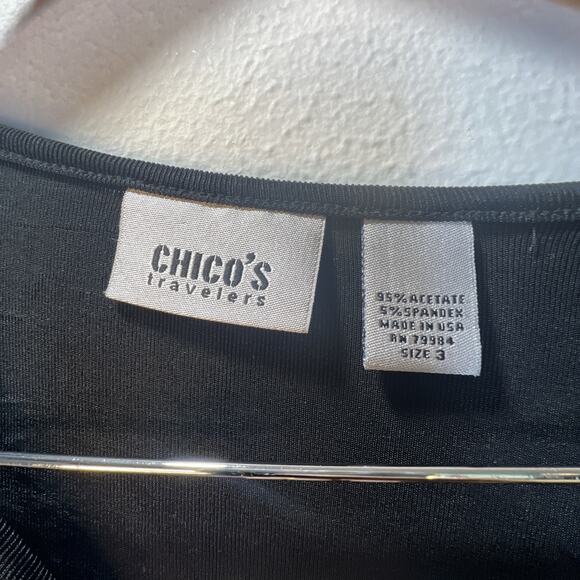 CHICO'S
travelers
95% ACETATE
5% SPANDEX
MADE IN USA
RN 79984
SIZE 3